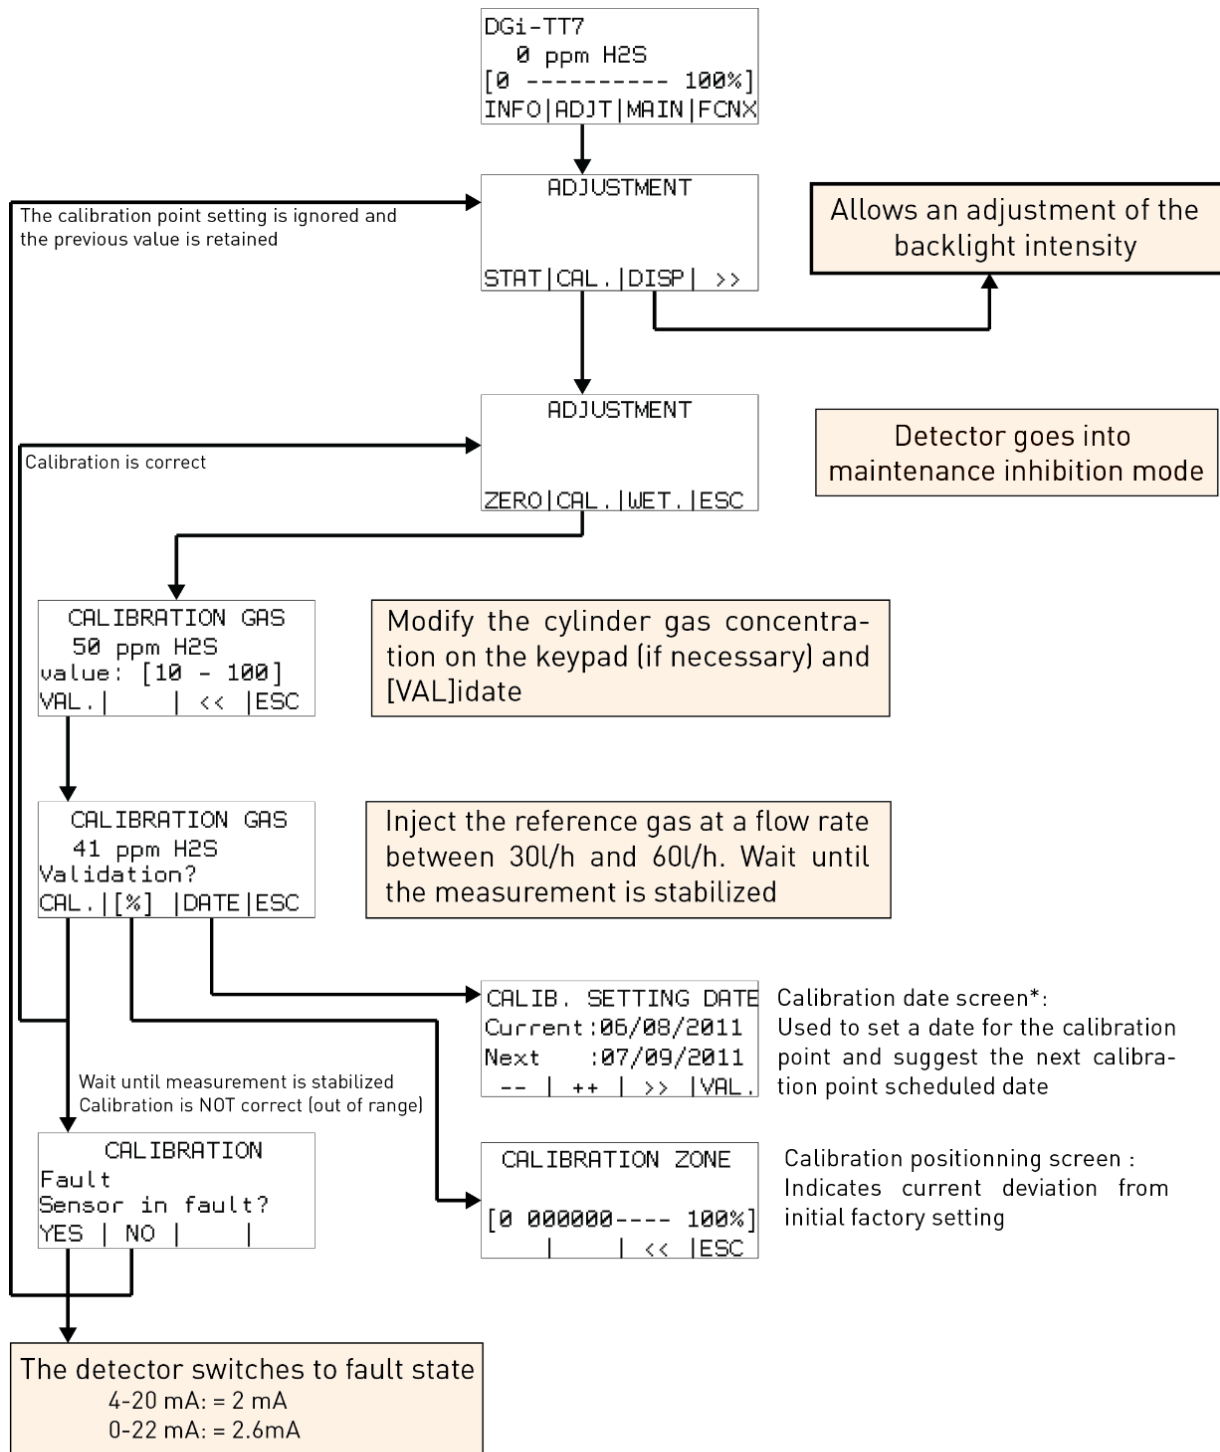 DGi-TT7
0 ppm H2S
[0 ---------- 100%]
INFO|ADJT|MAIN|FCNX
ADJUSTMENT
STAT|CAL.|DISP| >>
The calibration point setting is ignored and
the previous value is retained
Allows an adjustment of the
backlight intensity
ADJUSTMENT
ZERO|CAL.|WET.|ESC
Calibration is correct
Detector goes into
maintenance inhibition mode
CALIBRATION GAS
50 ppm H2S
value: [10 - 100]
VAL.| | << |ESC
Modify the cylinder gas concentra-
tion on the keypad (if necessary) and
[VAL]idate
CALIBRATION GAS
41 ppm H2S
Validation?
CAL.|[%] |DATE|ESC
Inject the reference gas at a flow rate
between 30l/h and 60l/h. Wait until
the measurement is stabilized
CALIB. SETTING DATE
Current:06/08/2011
Next :07/09/2011
-- | ++ | >> |VAL.
Calibration date screen*:
Used to set a date for the calibration
point and suggest the next calibra-
tion point scheduled date
Wait until measurement is stabilized
Calibration is NOT correct (out of range)
CALIBRATION
Fault
Sensor in fault?
YES | NO | |
CALIBRATION ZONE
[0 000000---- 100%]
| | << |ESC
Calibration positionning screen :
Indicates current deviation from
initial factory setting
The detector switches to fault state
4-20 mA: = 2 mA
0-22 mA: = 2.6mA